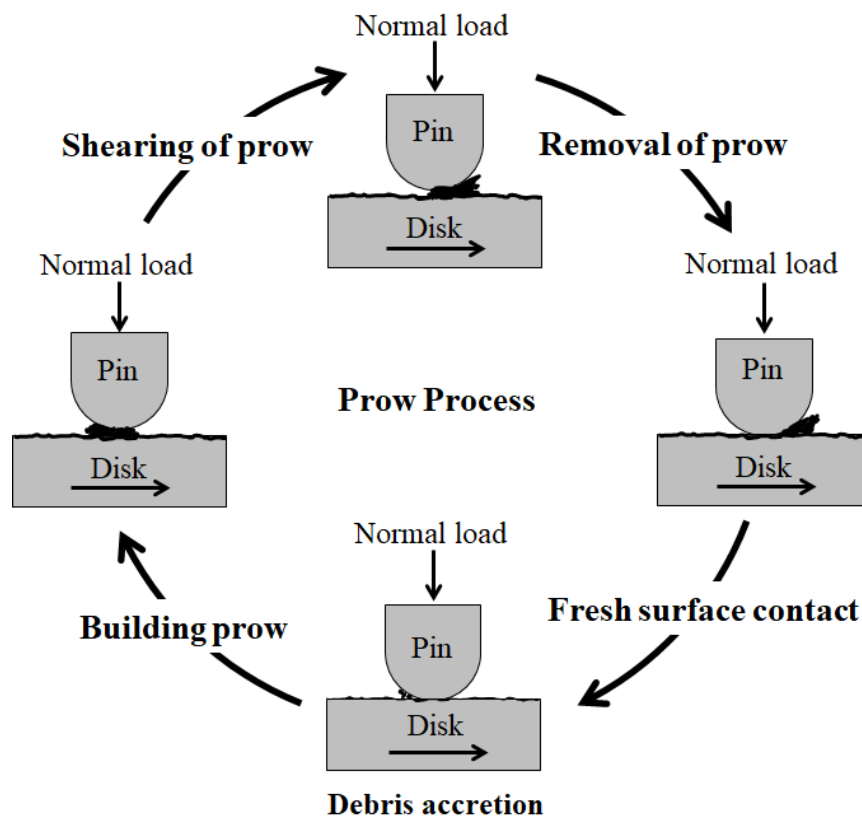 Normal load
Pin
Disk
Shearing of prow
Removal of prow
Normal load
Pin
Disk
Normal load
Pin
Disk
Prow Process
Normal load
Pin
Disk
Building prow
Fresh surface contact
Debris accretion